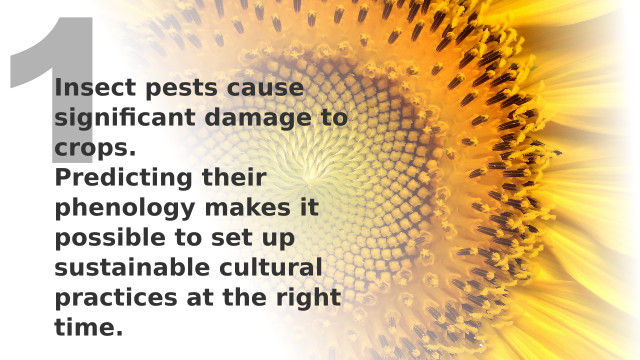 1
Insect pests cause
significant damage to
crops.
Predicting their
phenology makes it
possible to set up
sustainable cultural
practices at the right
time.